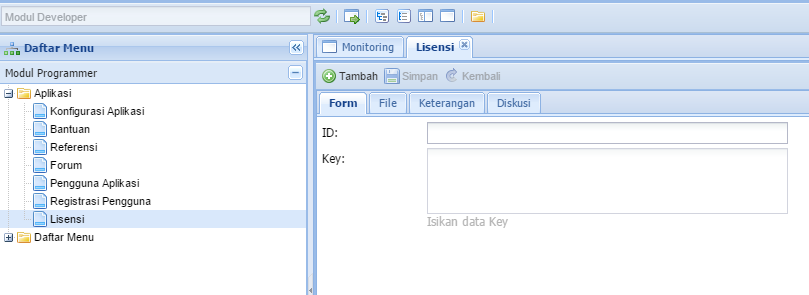 Modul Developer
Daftar Menu
Monitoring
Lisensi
Modul Programmer
Tambah
Simpan
Kembali
Aplikasi
Form
File
Keterangan
Diskusi
Konfigurasi Aplikasi
Bantuan
Referensi
Forum
Pengguna Aplikasi
Registrasi Pengguna
Lisensi
Daftar Menu
ID:
Key:
Isikan data Key